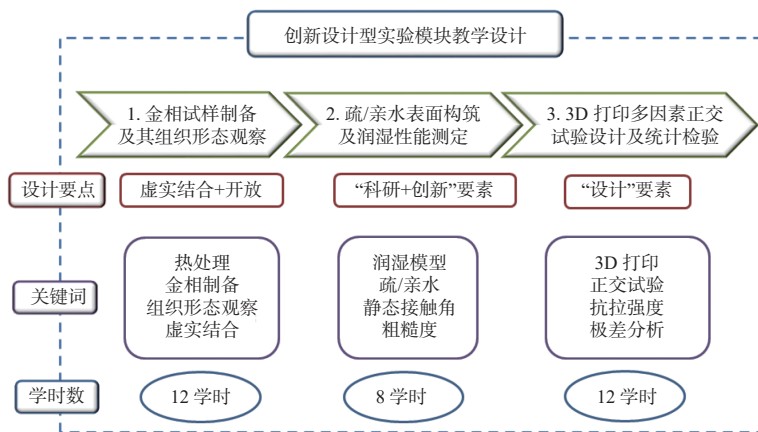 创新设计型实验模块教学设计
1. 金相试样制备
及其组织形态观察
2. 疏/亲水表面构筑
及润湿性能测定
3. 3D 打印多因素正交
试验设计及统计检验
设计要点
虚实结合+开放
“科研+创新”要素
“设计”要素
关键词
热处理
金相制备
组织形态观察
虚实结合
润湿模型
疏/亲水
静态接触角
粗糙度
3D 打印
正交试验
抗拉强度
极差分析
学时数
12 学时
8 学时
12 学时